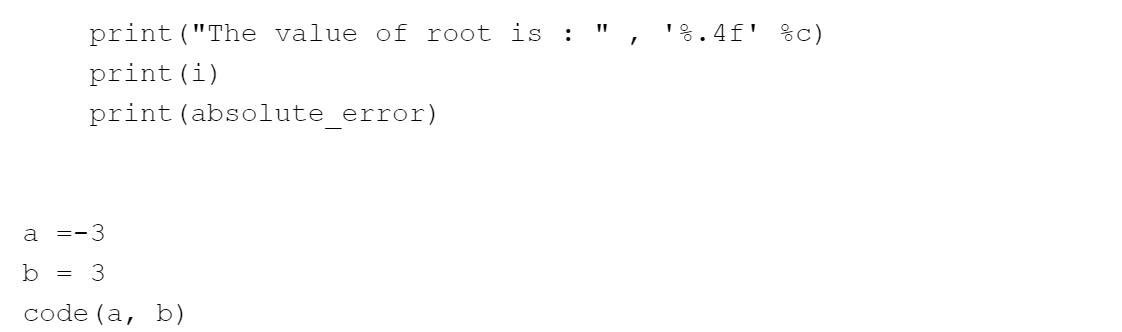 print("The value of root is : " , '%.4f' %c)
print(i)
print(absolute_error)
a =-3
b = 3
code(a, b)